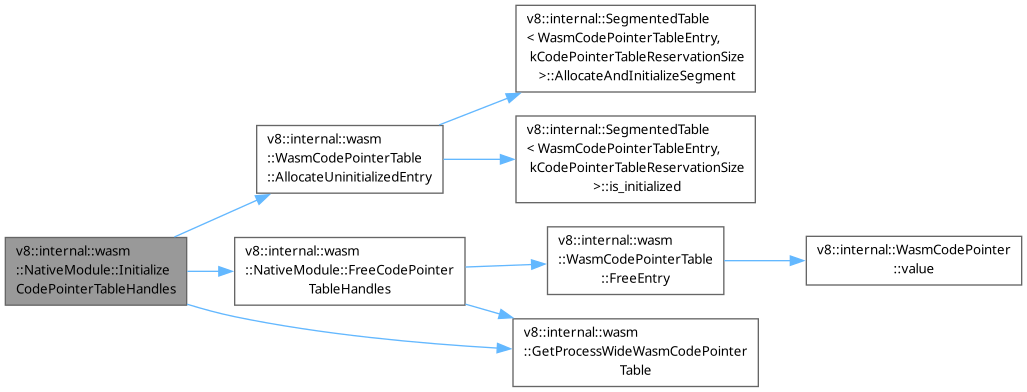 v8::internal::SegmentedTable
< WasmCodePointerTableEntry,
kCodePointerTableReservationSize
>::AllocateAndInitializeSegment
v8::internal::wasm
::WasmCodePointerTable
::AllocateUninitializedEntry
v8::internal::SegmentedTable
< WasmCodePointerTableEntry,
kCodePointerTableReservationSize
>::is_initialized
v8::internal::wasm
::NativeModule::Initialize
CodePointerTableHandles
v8::internal::wasm
::NativeModule::FreeCodePointer
TableHandles
v8::internal::wasm
::WasmCodePointerTable
::FreeEntry
v8::internal::WasmCodePointer
::value
v8::internal::wasm
::GetProcessWideWasmCodePointer
Table